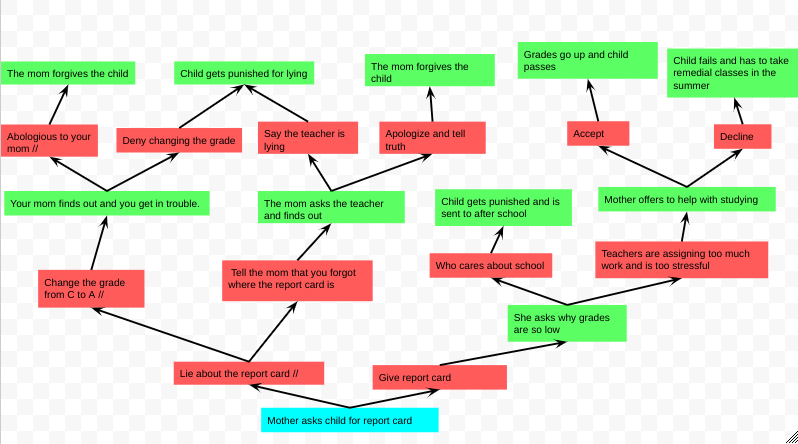 The mom forgives the child
Child gets punished for lying
The mom forgives the
child
Grades go up and child
passes
Child fails and has to take
remedial classes in the
summer
Abologious to your
mom //
Deny changing the grade
Say the teacher is
lying
Apologize and tell
truth
Accept
Decline
Your mom finds out and you get in trouble.
The mom asks the teacher
and finds out
Child gets punished and is
sent to after school
Mother offers to help with studying
Change the grade
from C to A //
Tell the mom that you forgot
where the report card is
Who cares about school
Teachers are assigning too much
work and is too stressful
She asks why grades
are so low
Lie about the report card //
Give report card
Mother asks child for report card